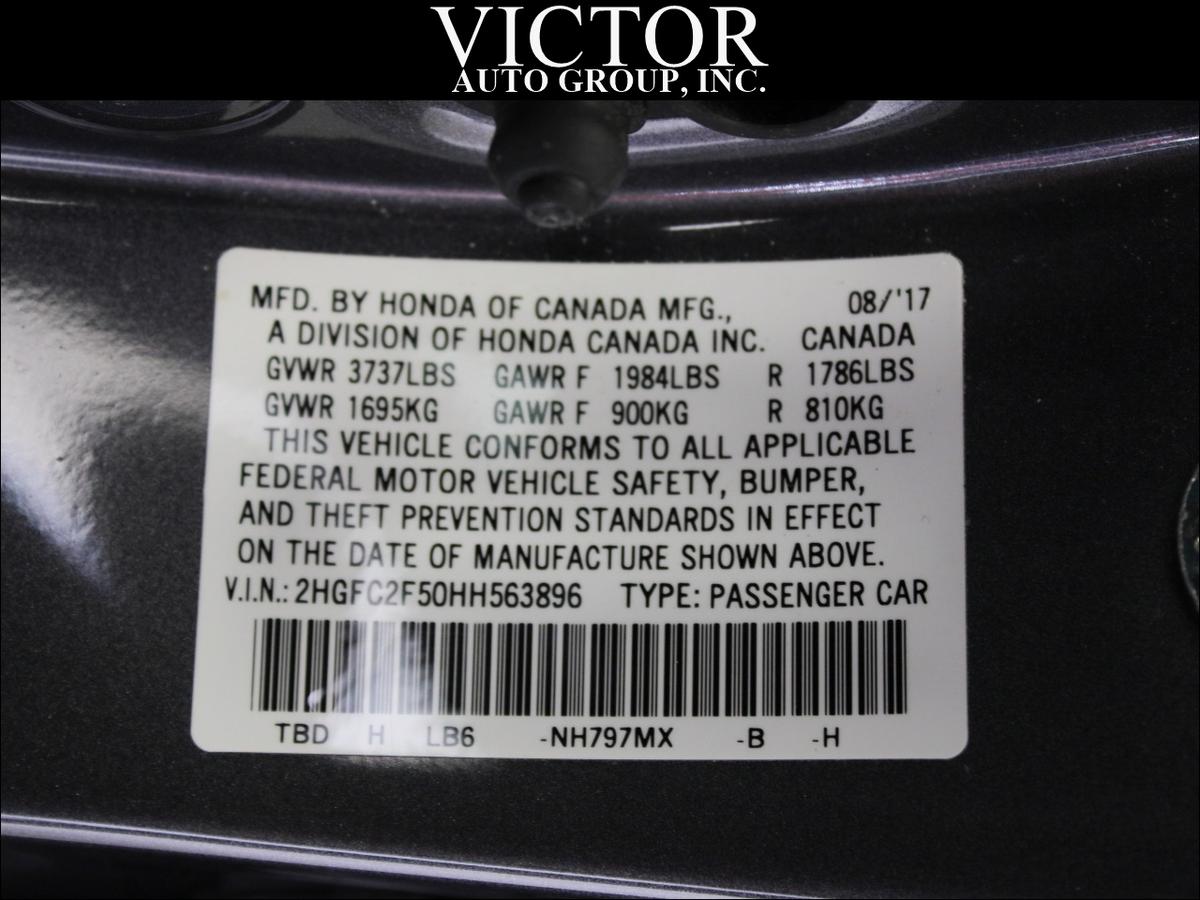 VICTOR
AUTO GROUP, INC.
MFD. BY HONDA OF CANADA MFG., 08/'17
A DIVISION OF HONDA CANADA INC. CANADA
GVWR 3737LBS GAWR F 1984LBS R 1786LBS
GVWR 1695KG GAWR F 900KG R 810KG
THIS VEHICLE CONFORMS TO ALL APPLICABLE
FEDERAL MOTOR VEHICLE SAFETY, BUMPER,
AND THEFT PREVENTION STANDARDS IN EFFECT
ON THE DATE OF MANUFACTURE SHOWN ABOVE.
V.I.N.: 2HGFC2F50HH563896 TYPE: PASSENGER CAR
TBD H LB6 -NH797MX -B -H